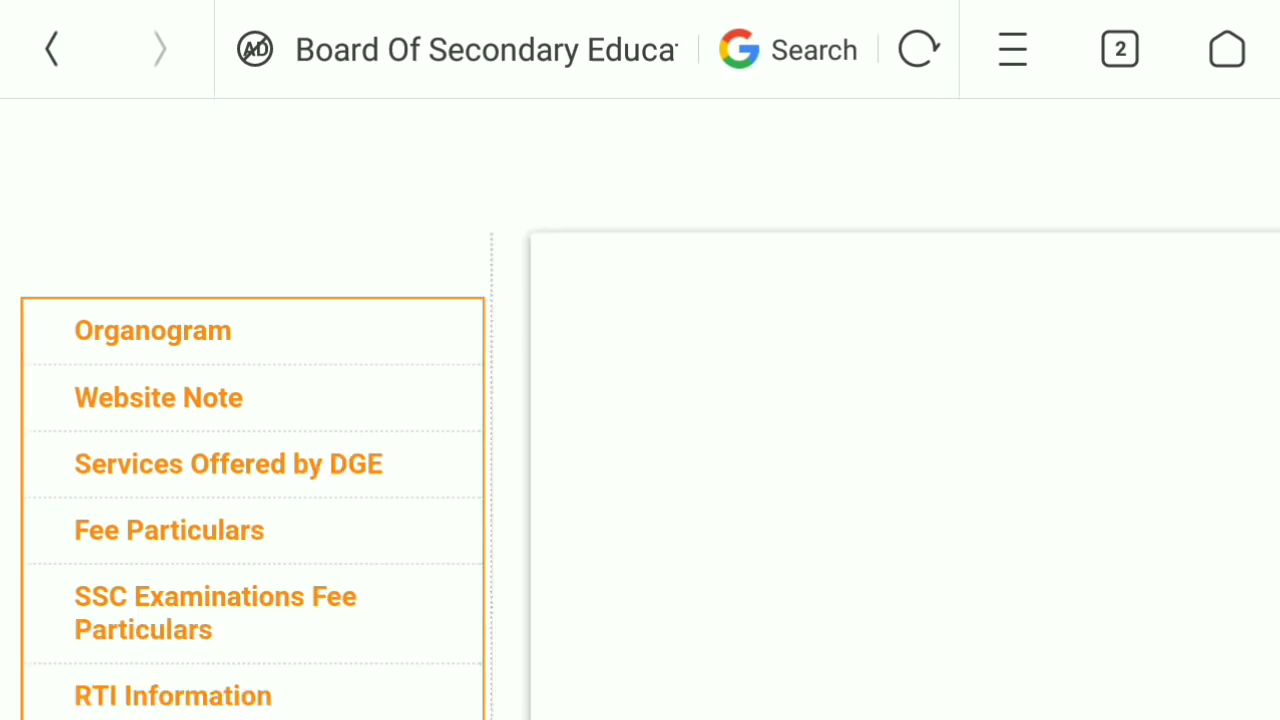 AD Board Of Secondary Educa Search 2
Organogram
Website Note
Services Offered by DGE
Fee Particulars
SSC Examinations Fee
Particulars
RTI Information